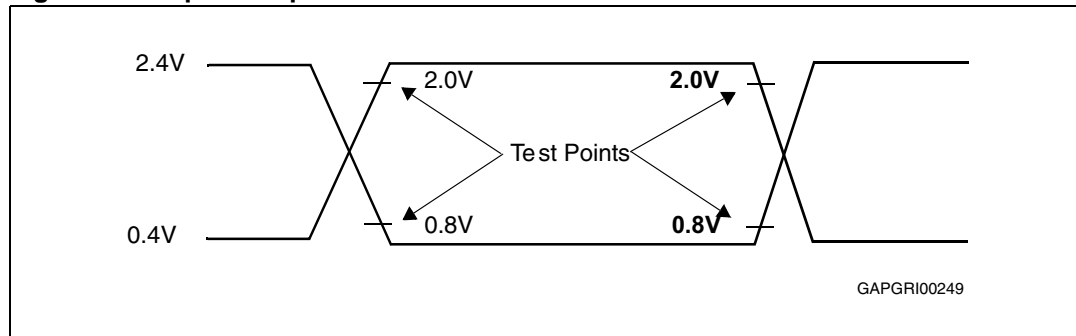 2.4V
2.0V 2.0V
Test Points
0.8V 0.8V
0.4V
GAPGRI00249